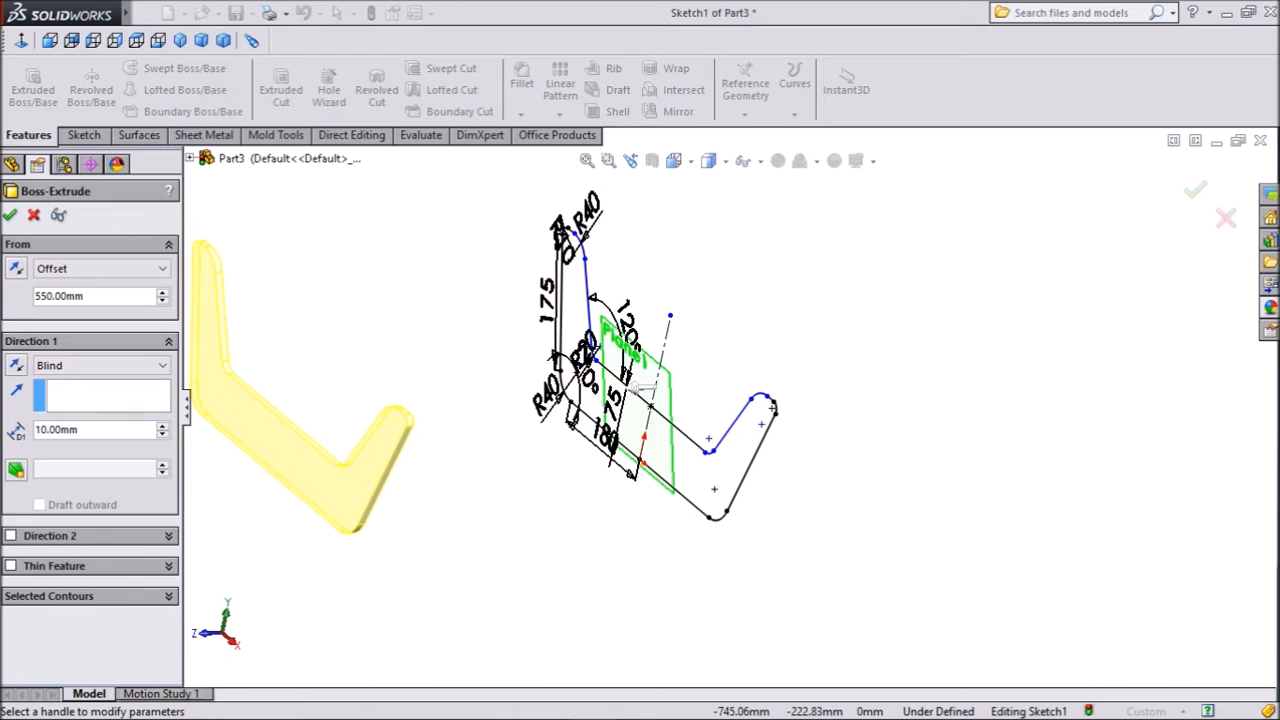 SOLIDWORKS
Sketch1 of Part3 *
Search files and models
Extruded Boss/Base
Revolved Boss/Base
Swept Boss/Base
Lofted Boss/Base
Boundary Boss/Base
Extruded Cut
Hole Wizard
Revolved Cut
Swept Cut
Lofted Cut
Boundary Cut
Fillet
Linear Pattern
Rib
Draft
Shell
Wrap
Intersect
Mirror
Reference Geometry
Curves
Instant3D
Features
Sketch
Surfaces
Sheet Metal
Mold Tools
Direct Editing
Evaluate
DimXpert
Office Products
Part3 (Default<<Default>_...
Boss-Extrude
?
From
Offset
550.00mm
Direction 1
Blind
10.00mm
Draft outward
Direction 2
Thin Feature
Selected Contours
R40
175
120°
Plane1
R40
75
180
Y
Z
X
Model
Motion Study 1
Select a handle to modify parameters
-745.06mm
-222.83mm
0mm
Under Defined
Editing Sketch1
Custom